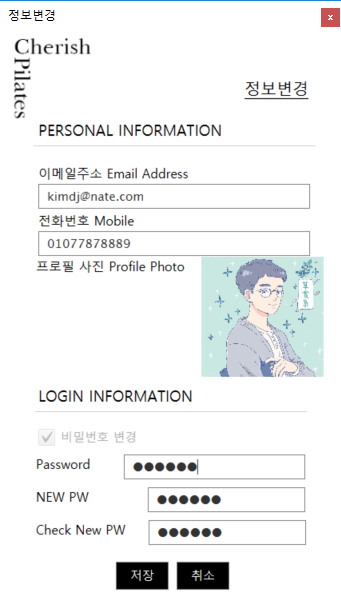 정보변경
x
Cherish
Pilates
정보변경
PERSONAL INFORMATION
이메일주소 Email Address
kimdj@nate.com
전화번호 Mobile
01077878889
프로필 사진 Profile Photo
LOGIN INFORMATION
비밀번호 변경
Password
●●●●●●
NEW PW
●●●●●●
Check New PW
●●●●●●
저장 취소